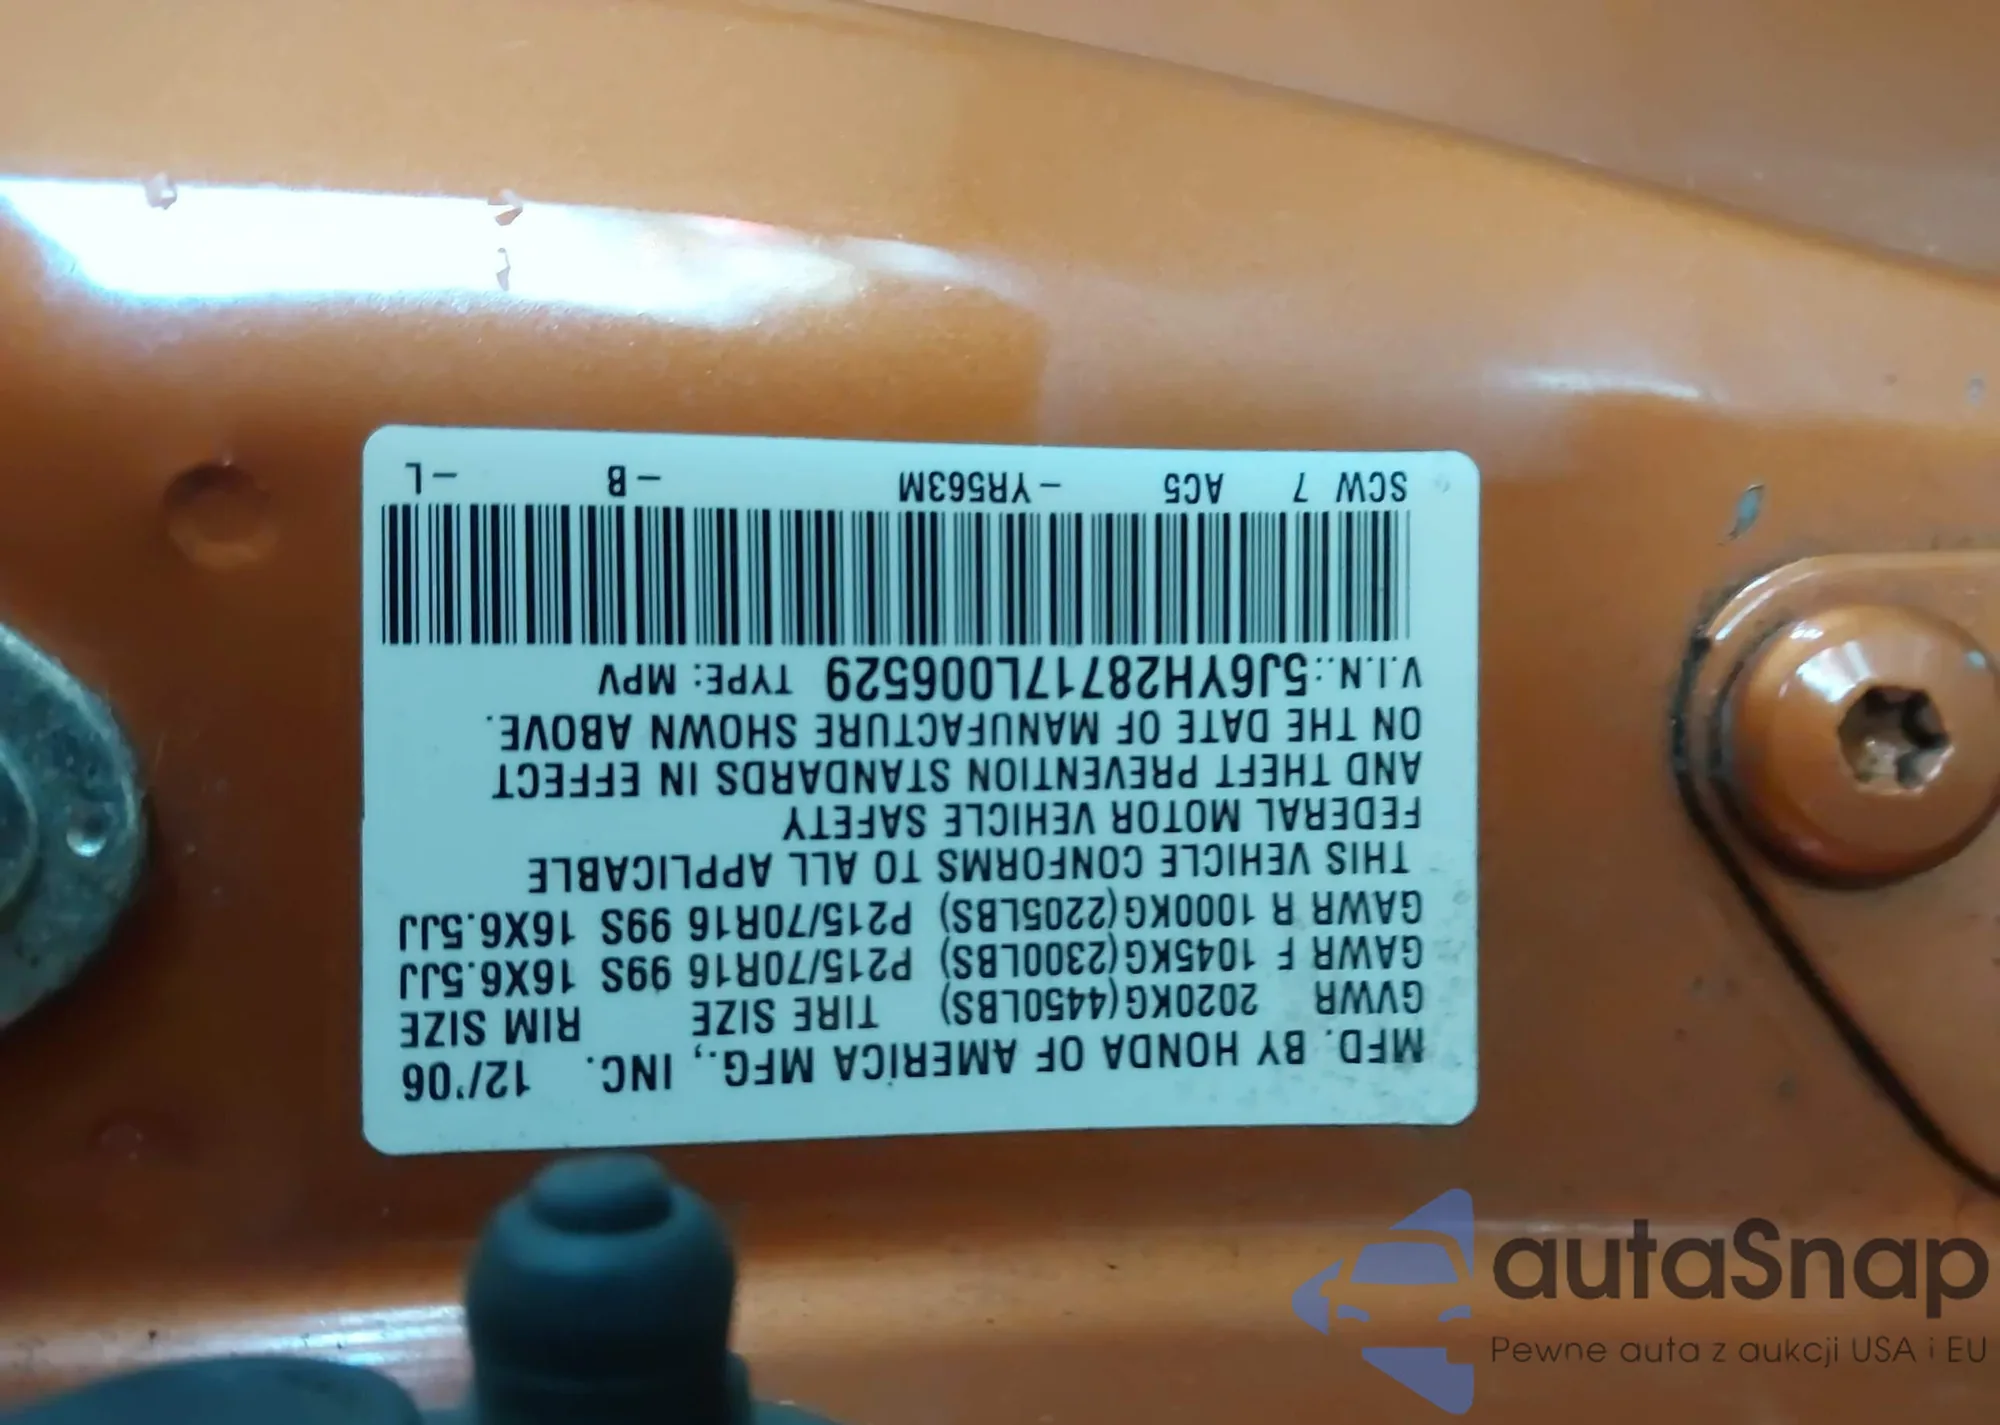 MFD. BY HONDA OF AMERICA MFG., INC. 12/'06
GVWR 2020KG(4450LBS) TIRE SIZE RIM SIZE
GAWR F 1045KG(2300LBS) P215/70R16 99S 16X6.5JJ
GAWR R 1000KG(2205LBS) P215/70R16 99S 16X6.5JJ
THIS VEHICLE CONFORMS TO ALL APPLICABLE
FEDERAL MOTOR VEHICLE SAFETY
AND THEFT PREVENTION STANDARDS IN EFFECT
ON THE DATE OF MANUFACTURE SHOWN ABOVE.
V.I.N.: 5J6YH28717L006529 TYPE: MPV
SCW 7 AC5 -YR563M -B -L
autaSnap
Pewne auta z aukcji USA i EU